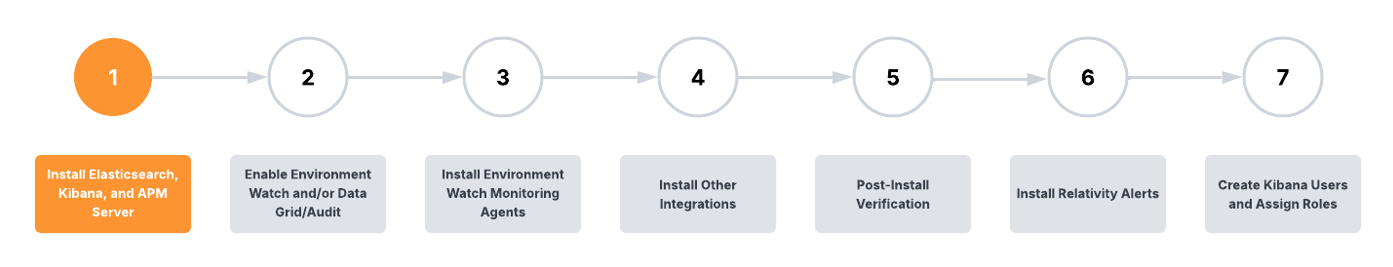 1
2
3
4
5
6
7
Install Elasticsearch,
Kibana, and APM
Server
Enable Environment
Watch and/or Data
Grid/Audit
Install Environment
Watch Monitoring
Agents
Install Other
Integrations
Post-Install
Verification
Install Relativity Alerts
Create Kibana Users
and Assign Roles